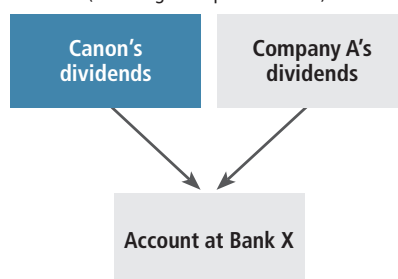 Canon's
dividends
Company A's
dividends
Account at Bank X